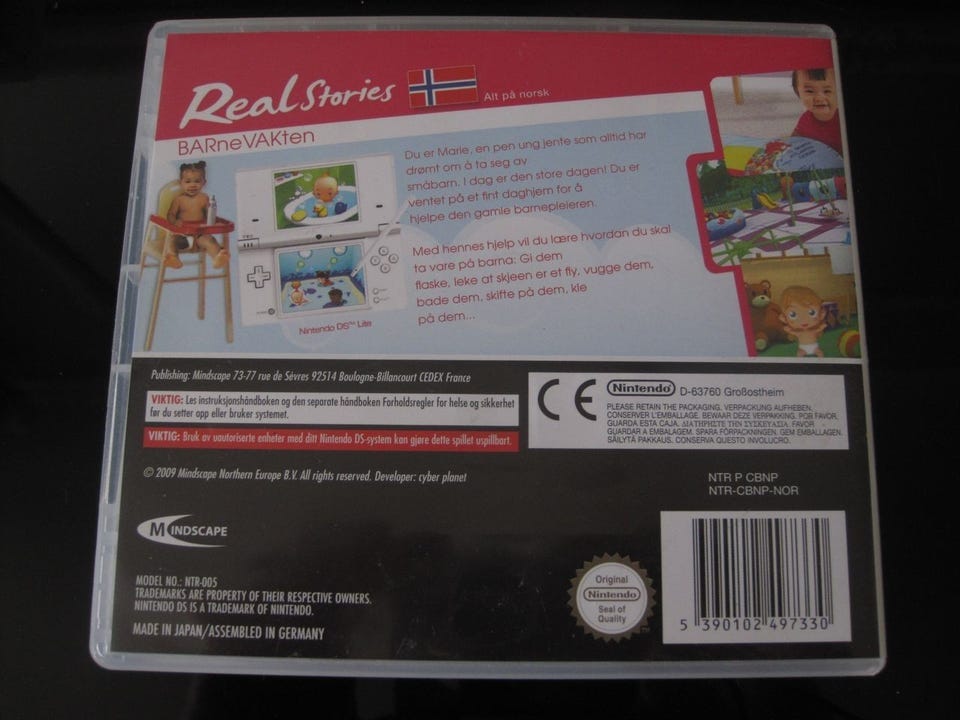 Real Stories
Alt på norsk
BARneVAKten
Du er Marie, en pen ung jente som alltid har
drømt om å ta seg av
småbarn. I dag er den store dagen! Du er
ventet på et fint daghjem for å
hjelpe den gamle barnepleieren.
Med hennes hjelp vil du lære hvordan du skal
ta vare på barna: Gi dem
flaske, leke at skjeen er et fly, vugge dem,
bade dem, skifte på dem, kle
på dem...
Nintendo DS™ Lite
Publishing: Mindscape 73-77 rue de Sèvres 92514 Boulogne-Billancourt CEDEX France
VIKTIG: Les instruksjonshåndboken og den separate håndboken Forholdsregler for helse og sikkerhet
før du setter opp eller bruker systemet.
VIKTIG: Bruk av uautoriserte enheter med ditt Nintendo DS-system kan gjøre dette spillet uspillbart.
© 2009 Mindscape Northern Europe B.V. All rights reserved. Developer: cyber planet
CE
Nintendo D-63760 Großostheim
PLEASE RETAIN THE PACKAGING. VERPACKUNG AUFHEBEN.
CONSERVER L'EMBALLAGE. BEWAAR DEZE VERPAKKING. POR FAVOR,
GUARDA ESTA CAJA. ΔΙΑΤΗΡΗΣΤΕ ΤΗΝ ΣΥΣΚΕΥΑΣΙΑ. FAVOR
GUARDAR A EMBALAGEM. SPARA FÖRPACKNINGEN. GEM EMBALLAGEN.
SÄILYTÄ PAKKAUS. CONSERVA QUESTO INVOLUCRO.
NTR P CBNP
NTR-CBNP-NOR
MINDSCAPE
MODEL NO.: NTR-005
TRADEMARKS ARE PROPERTY OF THEIR RESPECTIVE OWNERS.
NINTENDO DS IS A TRADEMARK OF NINTENDO.
MADE IN JAPAN/ASSEMBLED IN GERMANY
Original
Nintendo
Seal of
Quality
5 390102 497330